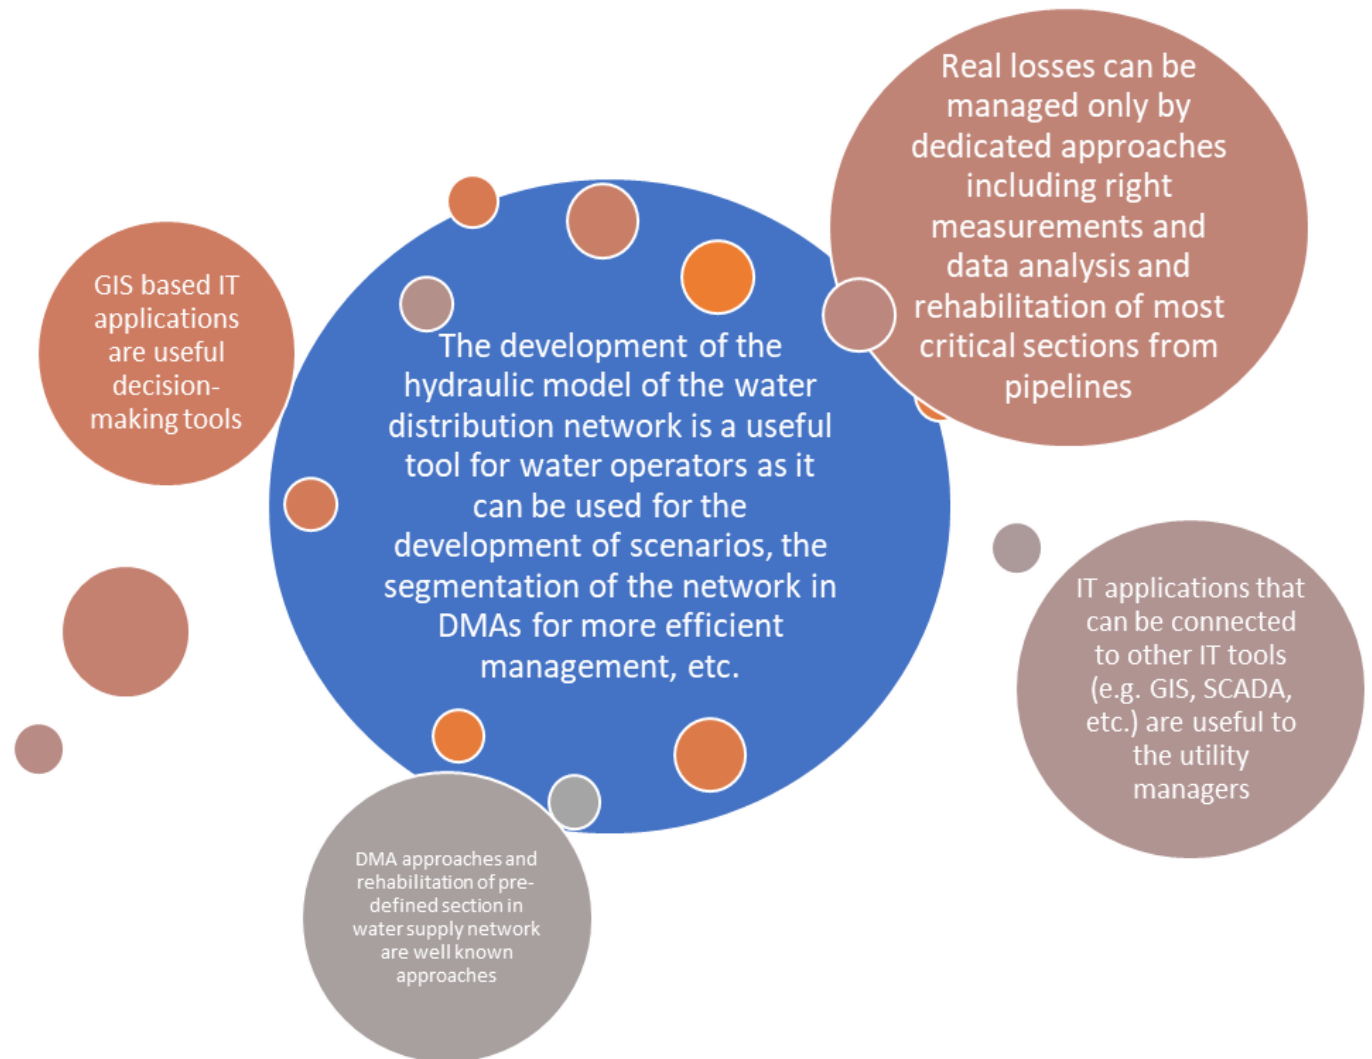 Real losses can be
managed only by
dedicated approaches
including right
measurements and
data analysis and
rehabilitation of most
critical sections from
pipelines
GIS based IT
applications
are useful
decision-
making tools
The development of the
hydraulic model of the water
distribution network is a useful
tool for water operators as it
can be used for the
development of scenarios, the
segmentation of the network in
DMAs for more efficient
management, etc.
IT applications that
can be connected
to other IT tools
(e.g. GIS, SCADA,
etc.) are useful to
the utility
managers
DMA approaches and
rehabilitation of pre-
defined section in
water supply network
are well known
approaches